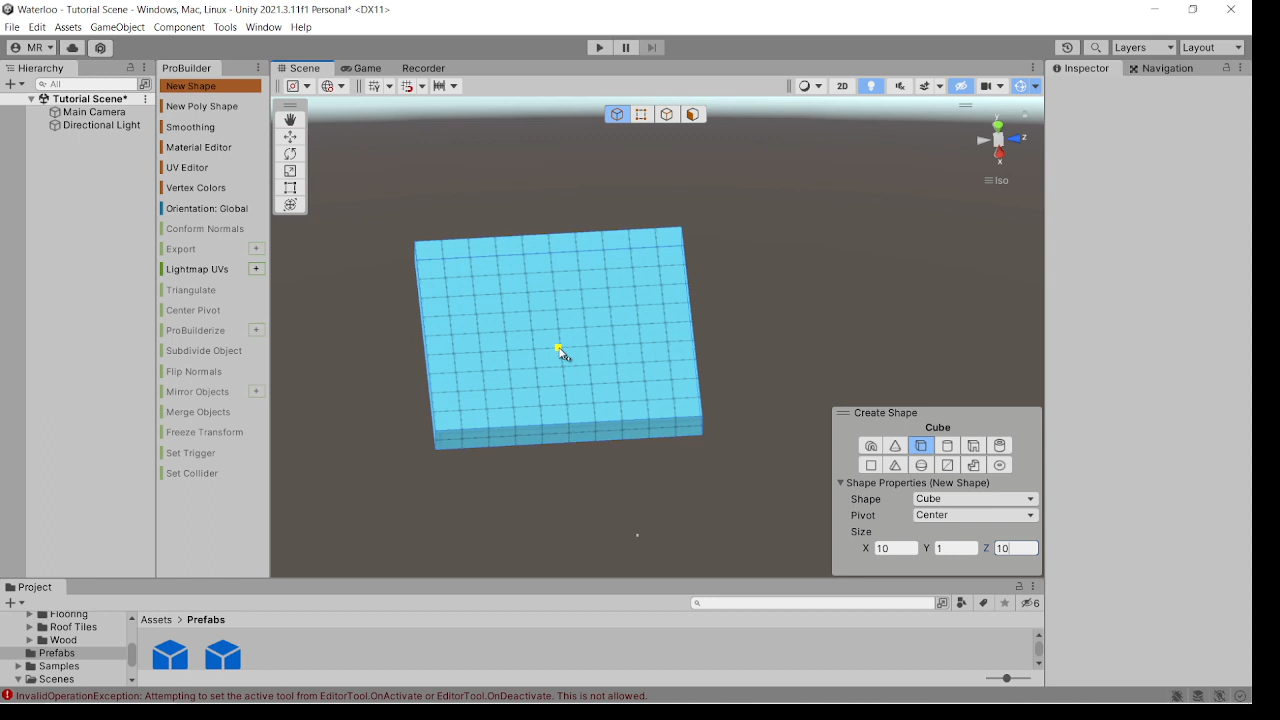 Waterloo - Tutorial Scene - Windows, Mac, Linux - Unity 2021.3.11f1 Personal* <DX11>
File Edit Assets GameObject Component Tools Window Help
MR
Layers
Layout
Hierarchy
ProBuilder
Scene
Game
Recorder
Inspector
Navigation
All
2D
Tutorial Scene*
Main Camera
Directional Light
New Shape
New Poly Shape
Smoothing
Material Editor
UV Editor
Vertex Colors
Orientation: Global
Conform Normals
Export
Lightmap UVs
Triangulate
Center Pivot
ProBuilderize
Subdivide Object
Flip Normals
Mirror Objects
Merge Objects
Freeze Transform
Set Trigger
Set Collider
y
z
x
Iso
Create Shape
Cube
Shape Properties (New Shape)
Shape Cube
Pivot Center
Size
X 10 Y 1 Z 10
Project
6
Flooring
Roof Tiles
Wood
Prefabs
Samples
Scenes
Assets > Prefabs
InvalidOperationException: Attempting to set the active tool from EditorTool.OnActivate or EditorTool.OnDeactivate. This is not allowed.